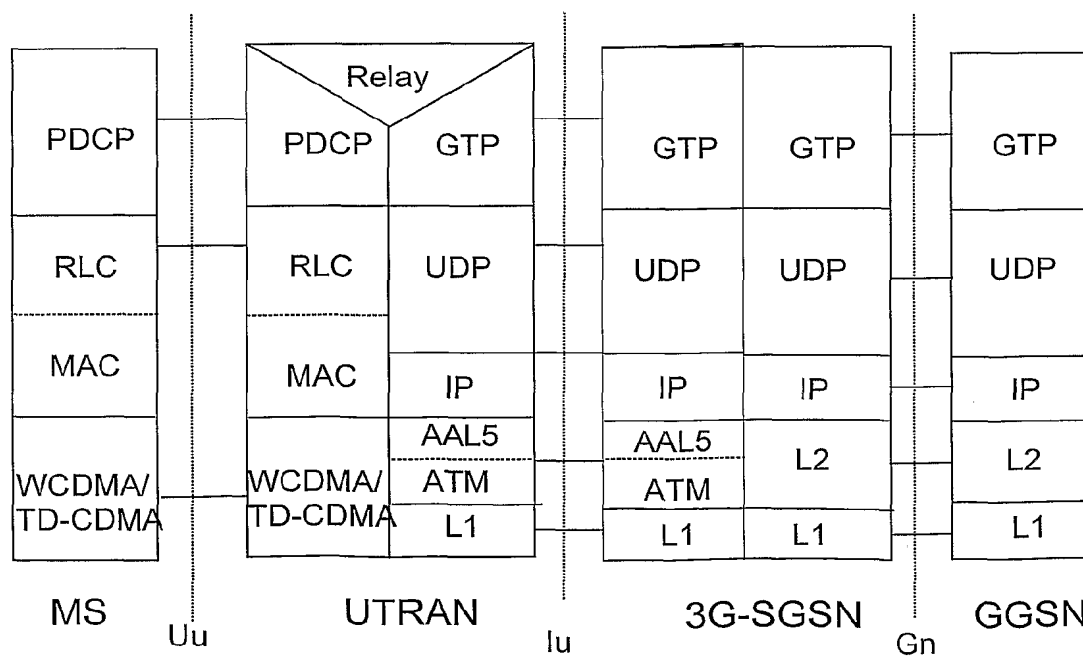 Relay
PDCP
PDCP
GTP
GTP
GTP
GTP
RLC
RLC
UDP
UDP
UDP
UDP
MAC
MAC
IP
IP
IP
IP
AAL5
AAL5
L2
L2
WCDMA/
TD-CDMA
WCDMA/
TD-CDMA
ATM
ATM
L1
L1
L1
L1
MS
Uu
UTRAN
Iu
3G-SGSN
Gn
GGSN